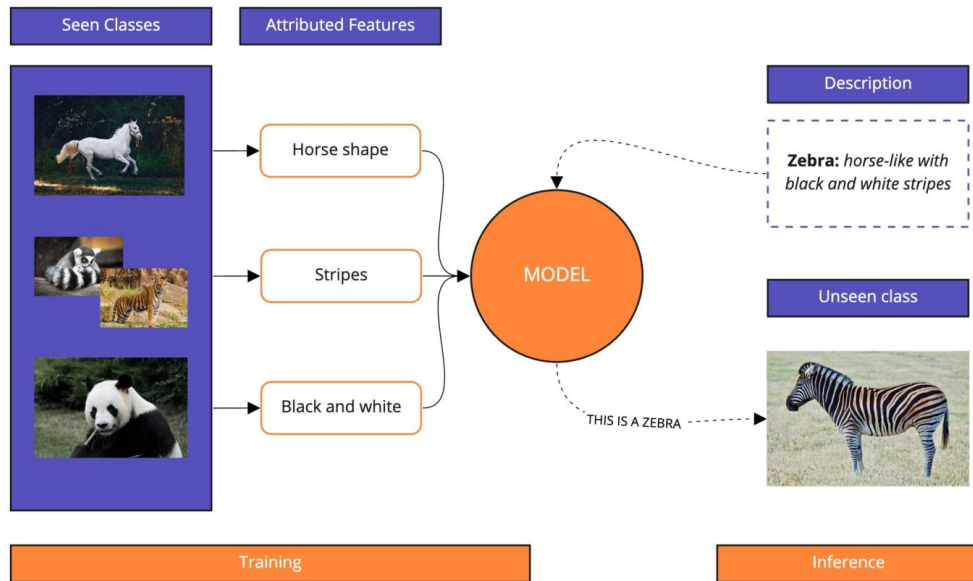 Seen Classes
Attributed Features
Horse shape
Stripes
Black and white
MODEL
Description
Zebra: horse-like with
black and white stripes
Unseen class
THIS IS A ZEBRA
Training
Inference